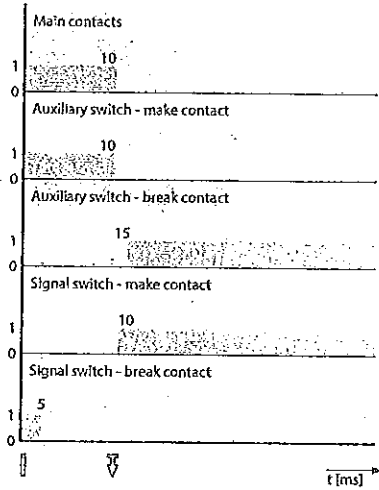 Main contacts
10
1
0
Auxiliary switch - make contact
10
1
0
Auxiliary switch - break contact
15
1
0
Signal switch - make contact
10
1
0
Signal switch - break contact
5
1
0
t [ms]